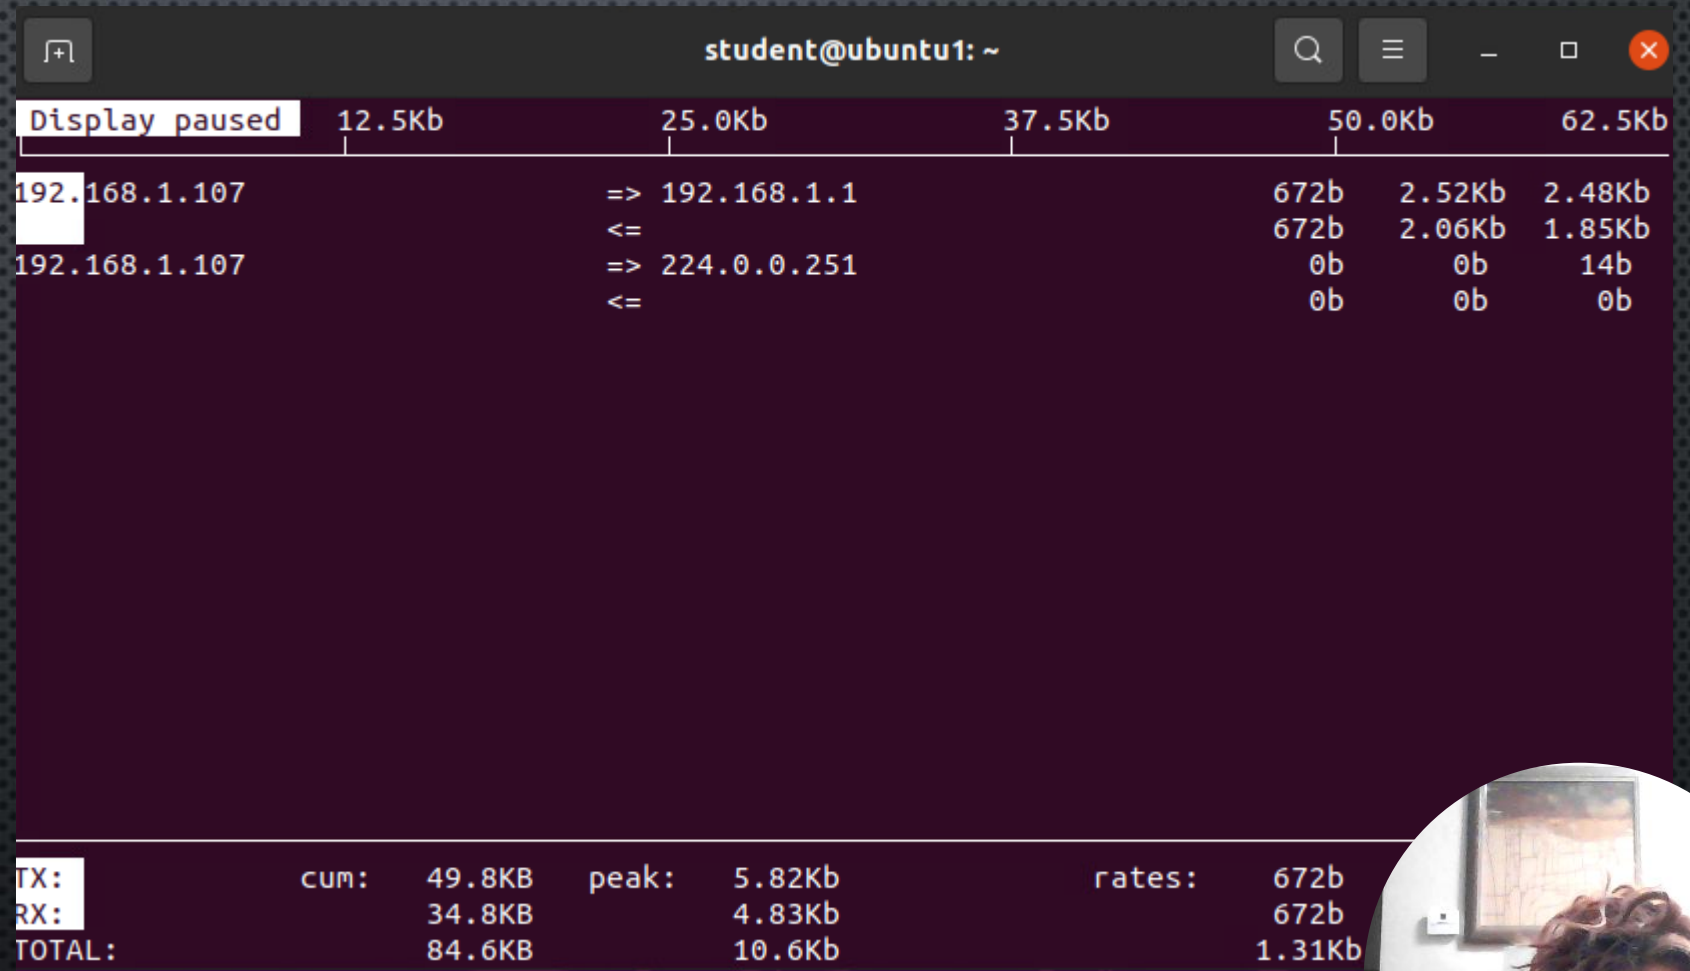 student@ubuntu1: ~
Display paused 12.5Kb 25.0Kb 37.5Kb 50.0Kb 62.5Kb
192.168.1.107 => 192.168.1.1 672b 2.52Kb 2.48Kb
<= 672b 2.06Kb 1.85Kb
192.168.1.107 => 224.0.0.251 0b 0b 14b
<= 0b 0b 0b
TX: cum: 49.8KB peak: 5.82Kb rates: 672b
RX: 34.8KB 4.83Kb 672b
TOTAL: 84.6KB 10.6Kb 1.31Kb